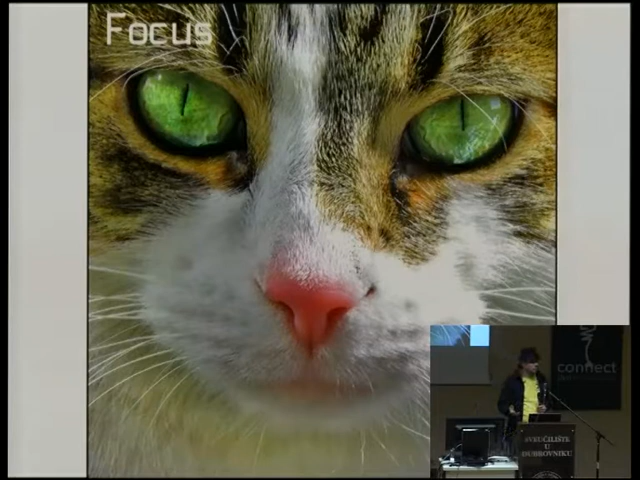 Focus
connect
SVEUČILIŠTE
U
DUBROVNIKU